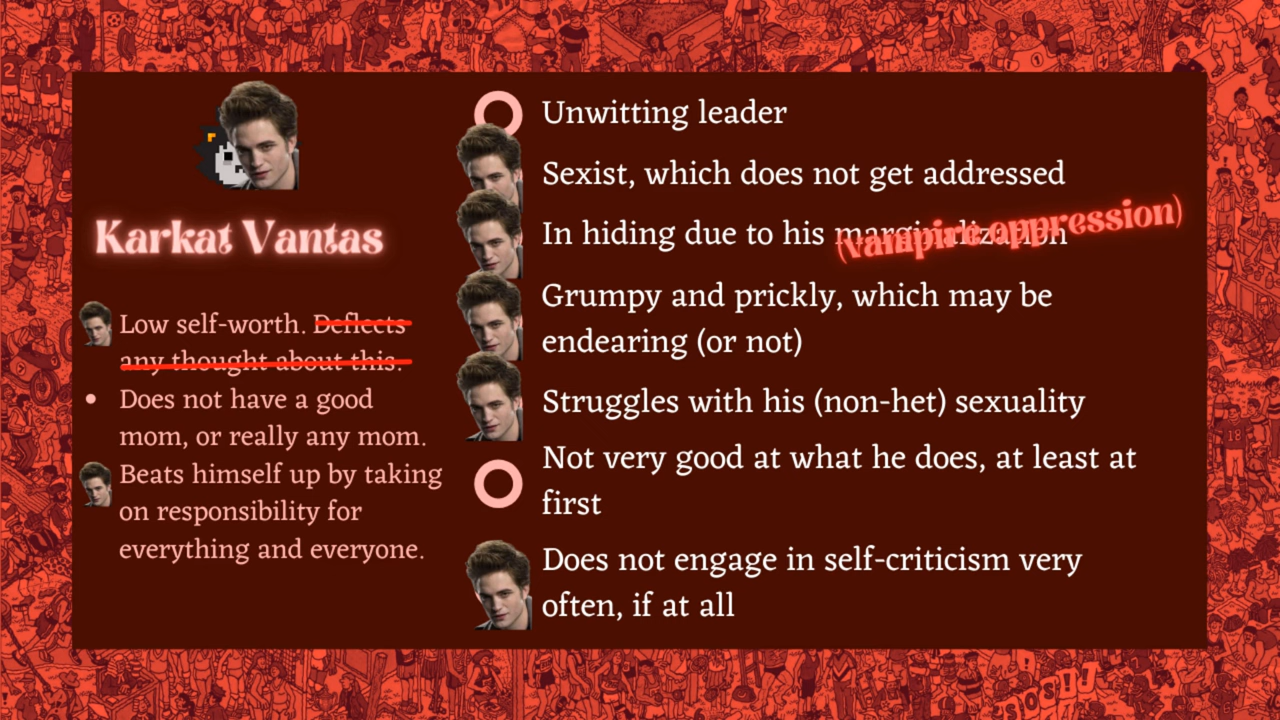 Karkat Vantas
Low self-worth. Deflects
any thought about this.
Does not have a good
mom, or really any mom.
Beats himself up by taking
on responsibility for
everything and everyone.
Unwitting leader
Sexist, which does not get addressed
In hiding due to his marginalization
(vampire oppression)
Grumpy and prickly, which may be
endearing (or not)
Struggles with his (non-het) sexuality
Not very good at what he does, at least at
first
Does not engage in self-criticism very
often, if at all